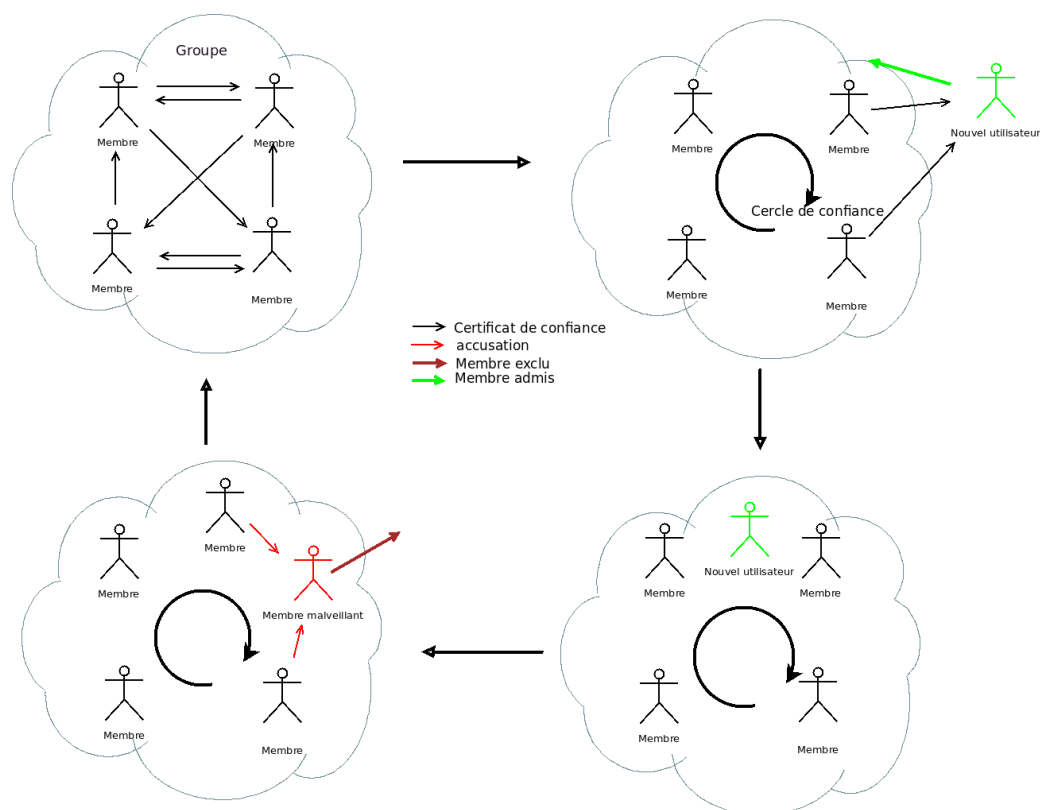 Groupe
Membre
Membre
Membre
Membre
Membre
Membre
Nouvel utilisateur
Cercle de confiance
Membre
Membre
Certificat de confiance
accusation
Membre exclu
Membre admis
Membre
Membre
Membre malveillant
Membre
Membre
Nouvel utilisateur
Membre
Membre
Membre
Membre